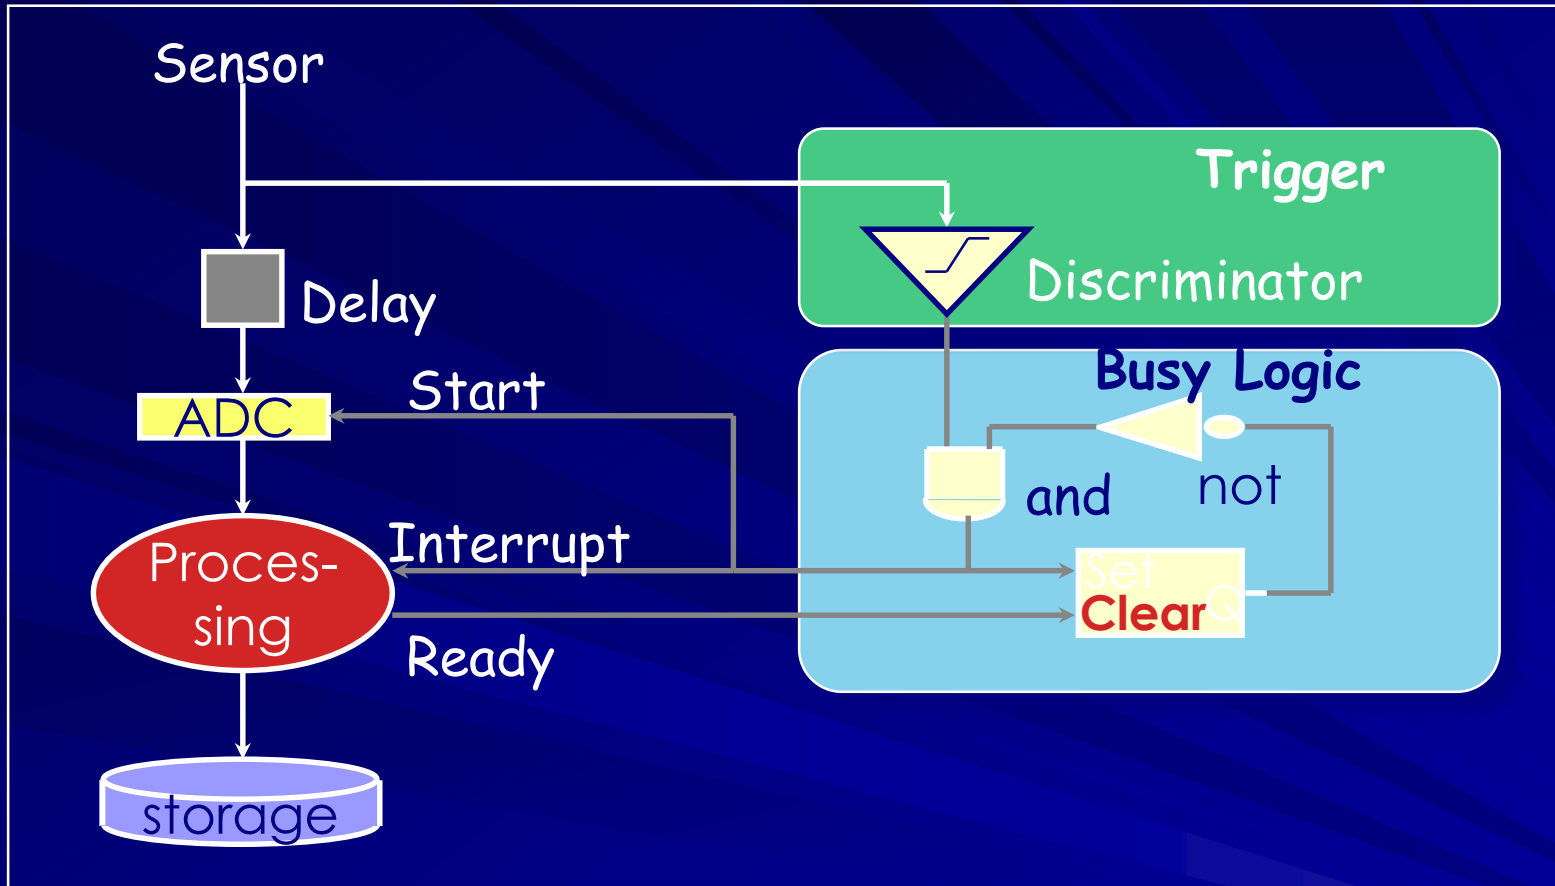 Sensor
Trigger
Discriminator
Delay
Busy Logic
Start
ADC
and
not
Interrupt
Proces-
sing
Set
Clear
Q
Ready
storage